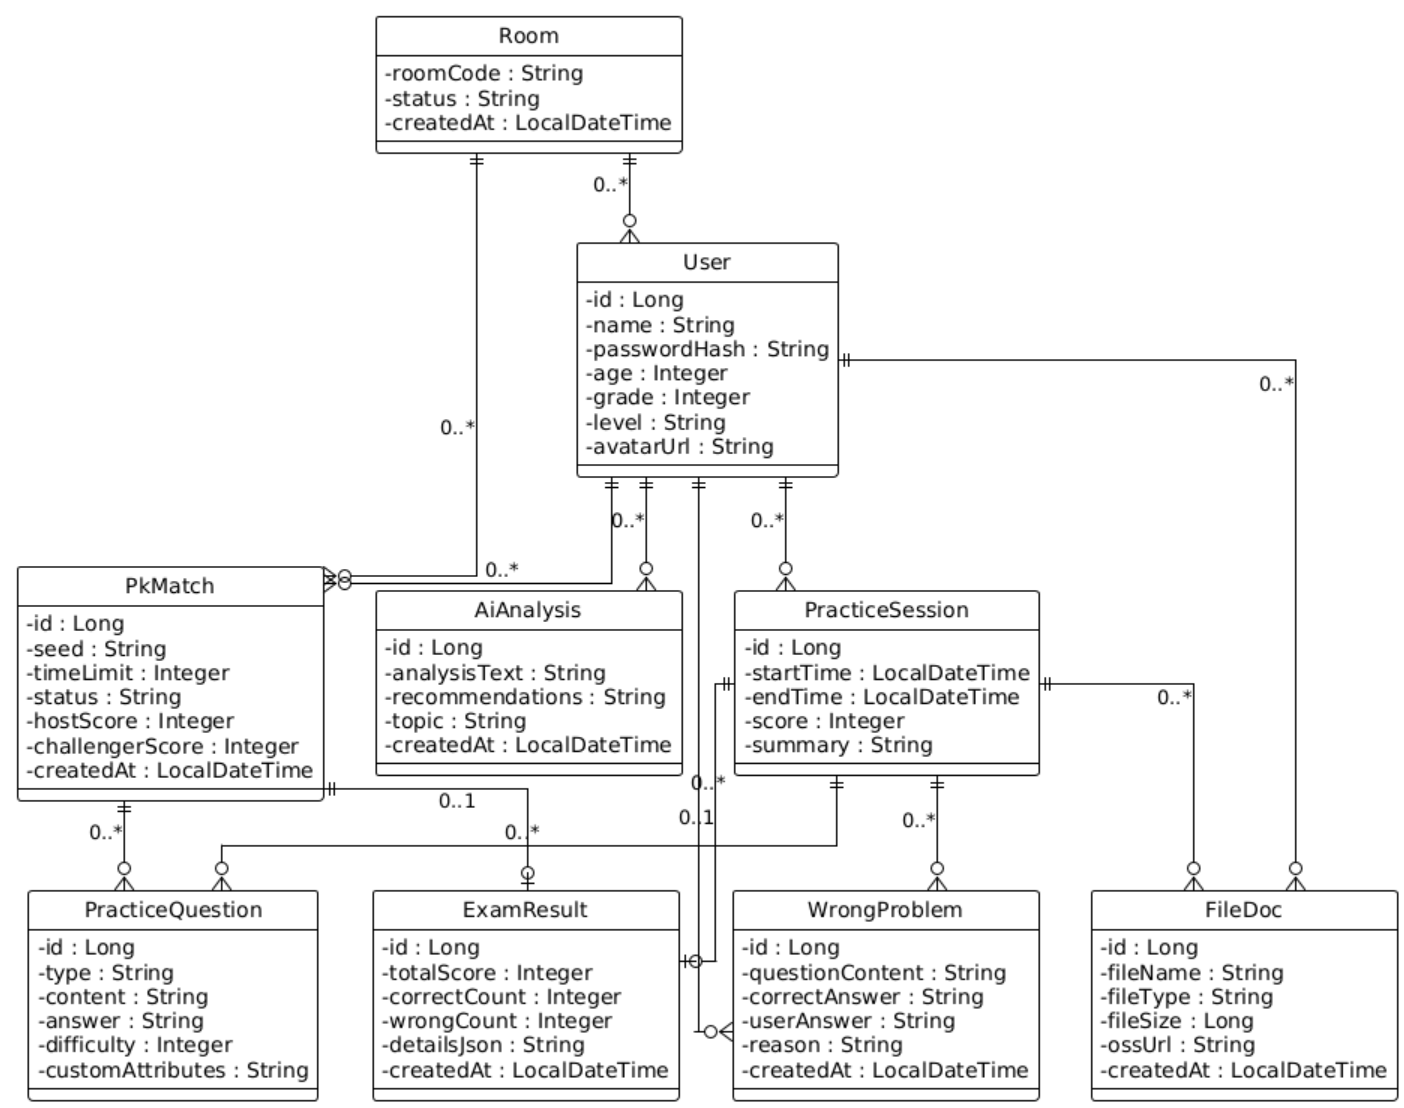 Room
-roomCode : String
-status : String
-createdAt : LocalDateTime
0..*
User
-id : Long
-name : String
-passwordHash : String
-age : Integer
-grade : Integer
-level : String
-avatarUrl : String
0..*
0..*
0..*
0..*
0..*
PkMatch
-id : Long
-seed : String
-timeLimit : Integer
-status : String
-hostScore : Integer
-challengerScore : Integer
-createdAt : LocalDateTime
AiAnalysis
-id : Long
-analysisText : String
-recommendations : String
-topic : String
-createdAt : LocalDateTime
PracticeSession
-id : Long
-startTime : LocalDateTime
-endTime : LocalDateTime
-score : Integer
-summary : String
0..*
0..*
0..1
0..1
0..*
0..*
0..*
PracticeQuestion
-id : Long
-type : String
-content : String
-answer : String
-difficulty : Integer
-customAttributes : String
ExamResult
-id : Long
-totalScore : Integer
-correctCount : Integer
-wrongCount : Integer
-detailsJson : String
-createdAt : LocalDateTime
WrongProblem
-id : Long
-questionContent : String
-correctAnswer : String
-userAnswer : String
-reason : String
-createdAt : LocalDateTime
FileDoc
-id : Long
-fileName : String
-fileType : String
-fileSize : Long
-ossUrl : String
-createdAt : LocalDateTime